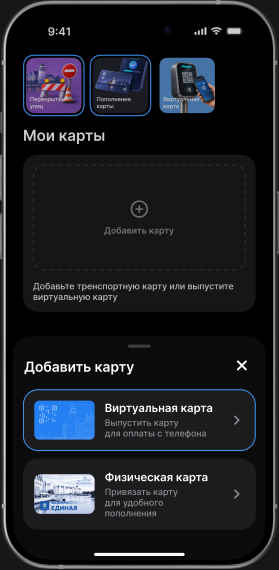 9:41
Перекрытие
улиц
Пополнение
карты
Виртуальная
карта
Мои карты
Добавить карту
Добавьте тренспортную карту или выпустите
виртуальную карту
Добавить карту
Виртуальная карта
Выпустить карту
для оплаты с телефона
Физическая карта
Привязать карту
для удобного
пополнения
ЕДИНАЯ